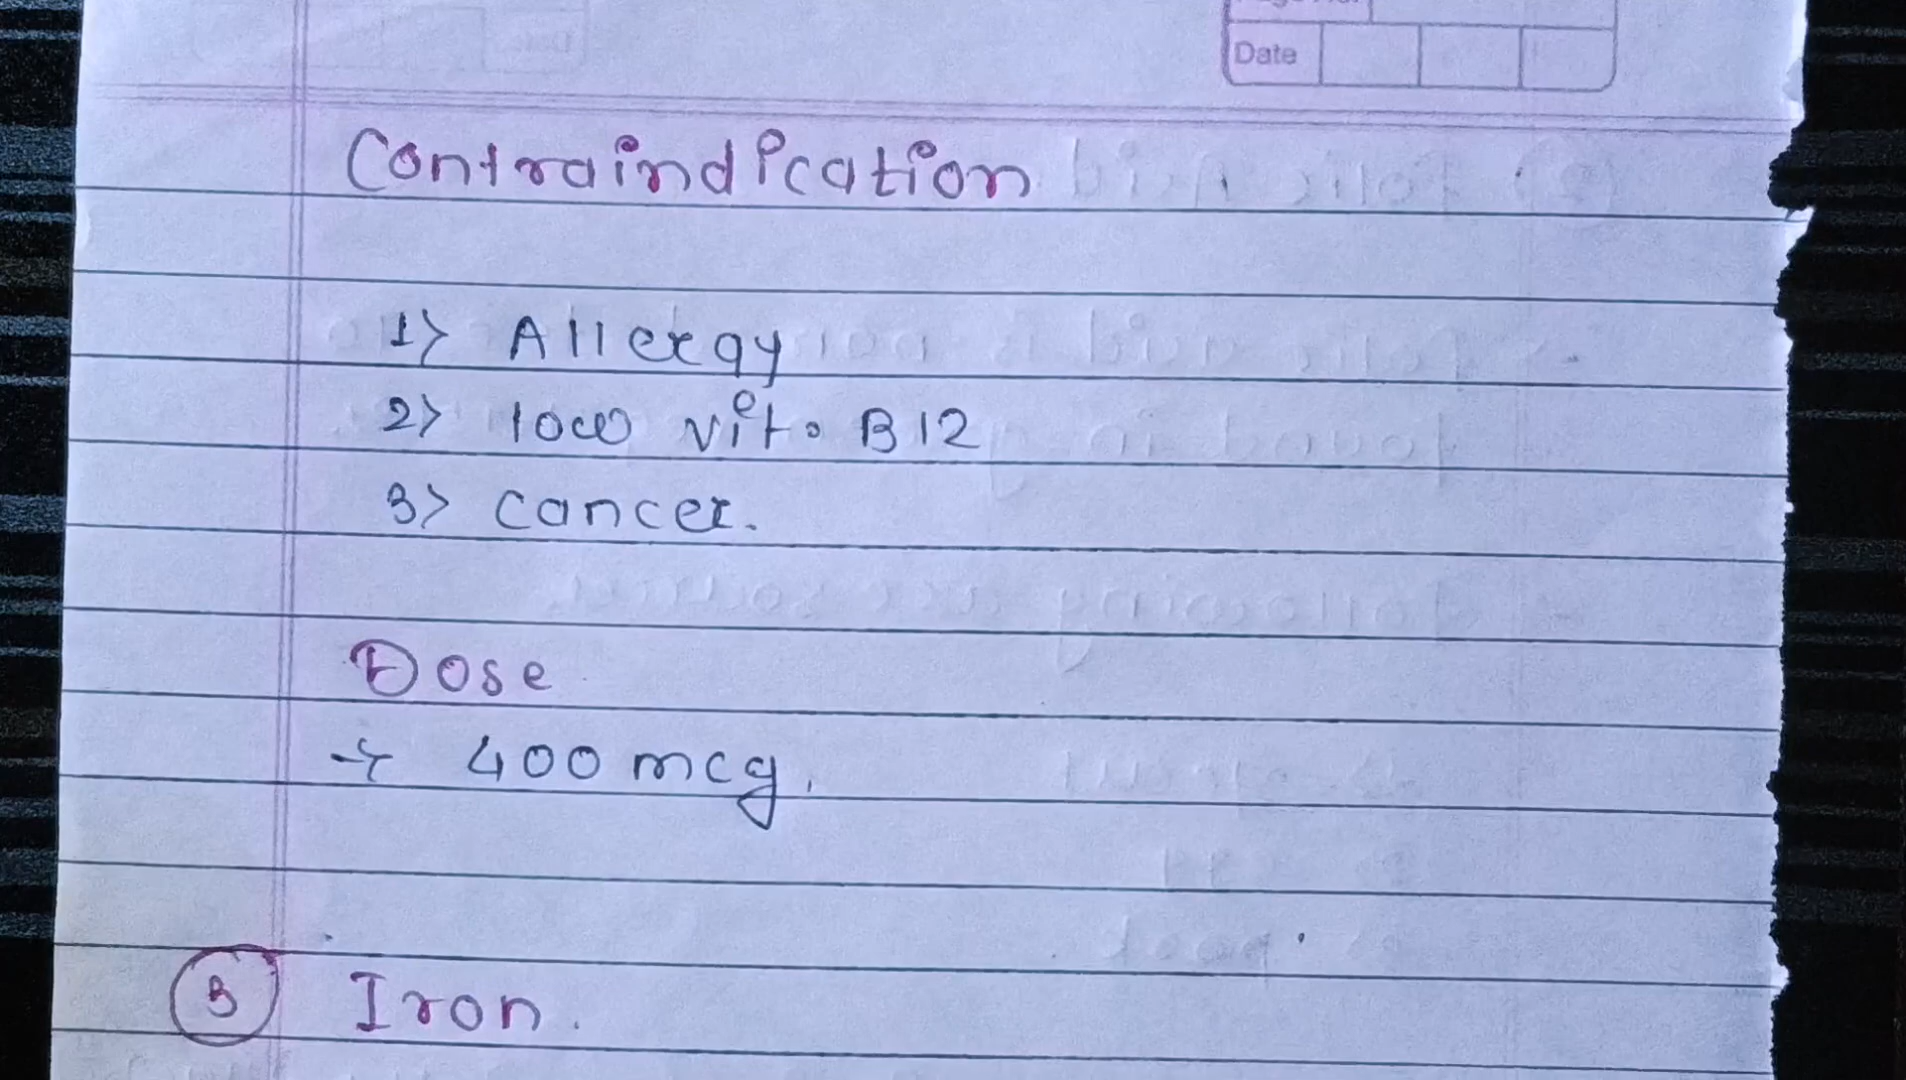 Date
Contraindication
1> Allergy
2> low vit. B12
3> cancer.
Dose
→ 400 mcg.
3 Iron.